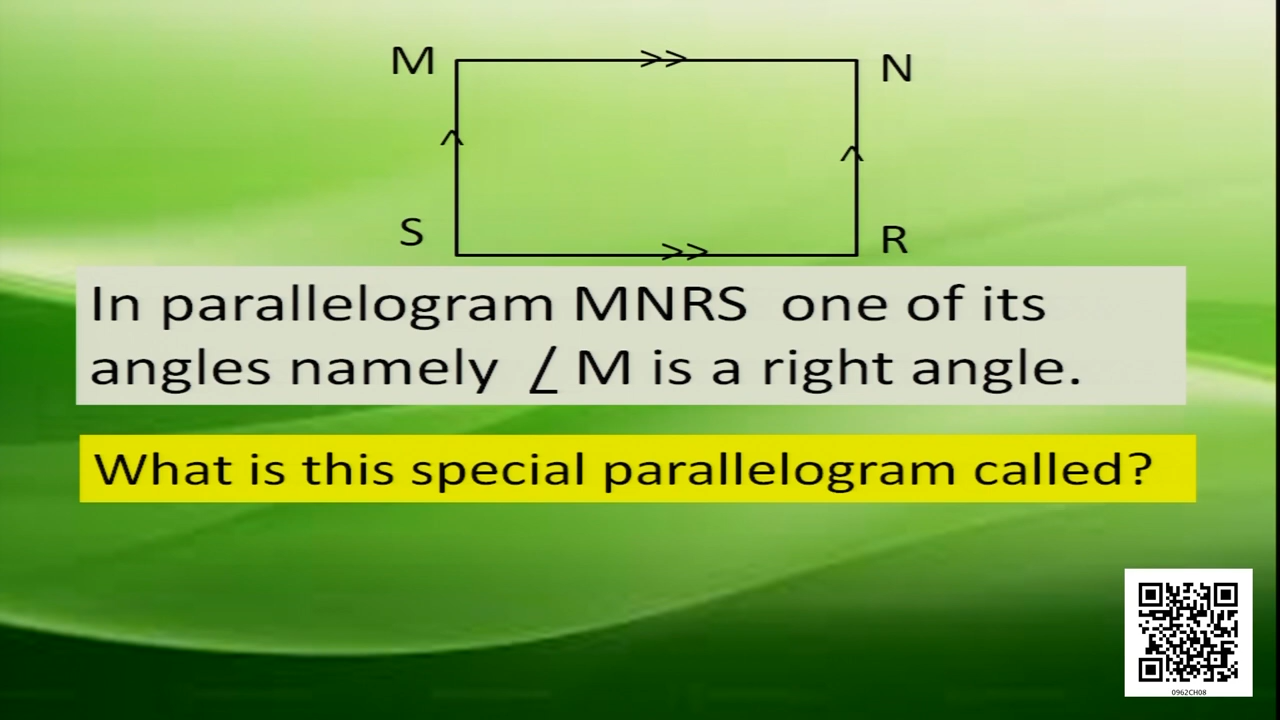 M
N
S
R
In parallelogram MNRS one of its
angles namely ∠ M is a right angle.
What is this special parallelogram called?
0962CH08